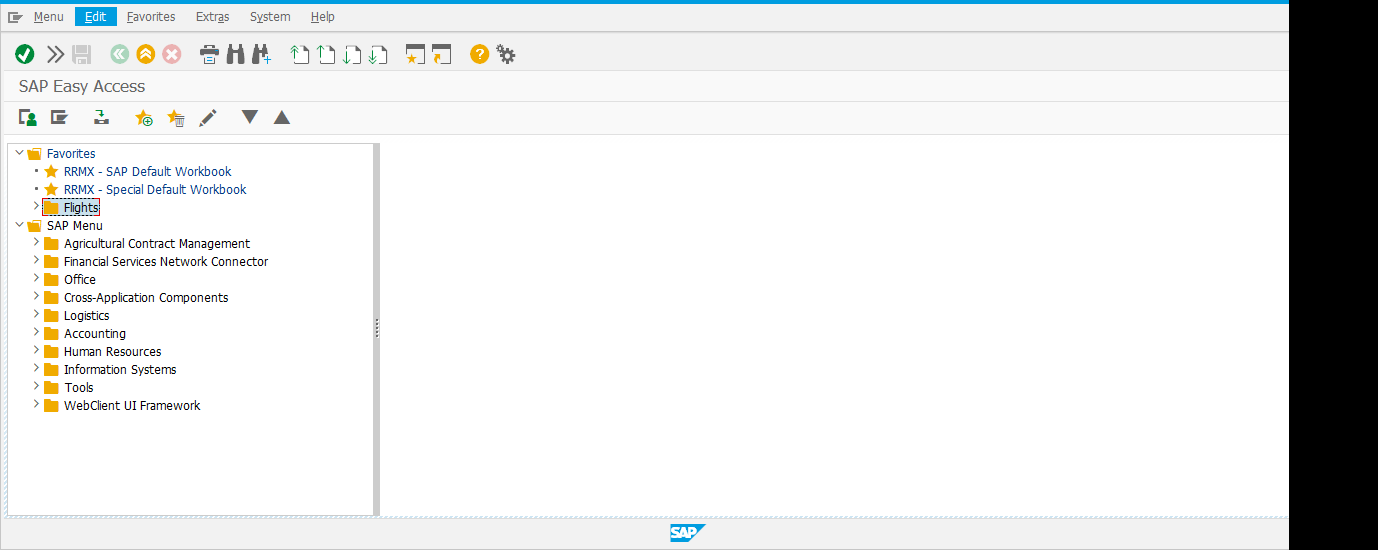 Menu Edit Favorites Extras System Help
SAP Easy Access
Favorites
RRMX - SAP Default Workbook
RRMX - Special Default Workbook
Flights
SAP Menu
Agricultural Contract Management
Financial Services Network Connector
Office
Cross-Application Components
Logistics
Accounting
Human Resources
Information Systems
Tools
WebClient UI Framework
SAP